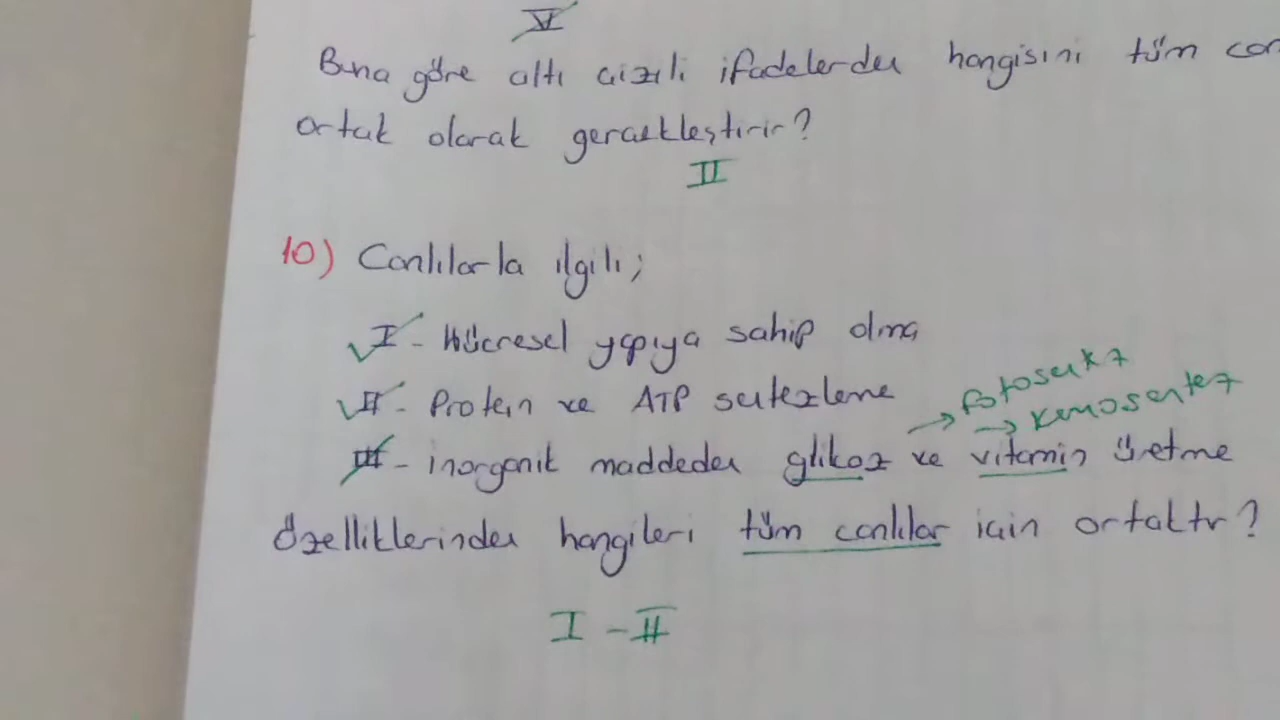 V
Buna göre altı çizili ifadelerden hangisini tüm can
ortak olarak gerçekleştirir?
II
10) Canlılarla ilgili;
I - Hücresel yapıya sahip olma
II - Protein ve ATP sentezleme
→ fotosentez
→ kemosentez
III - inorganik maddeden glikoz ve vitamin üretme
özelliklerinden hangileri tüm canlılar için ortaktır?
I - II